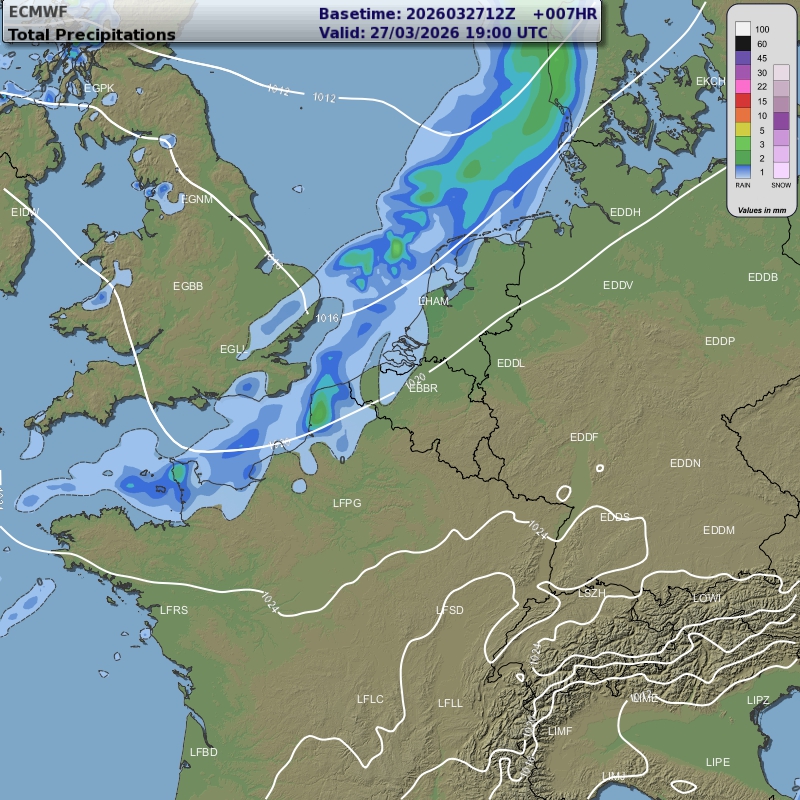 ECMWF
Basetime: 2026032712Z +007HR
Total Precipitations
Valid: 27/03/2026 19:00 UTC
100
60
45
30
22
15
10
5
3
2
1
RAIN SNOW
Values in mm
EGPK
1012
1012
EKCH
EIDW
EGNM
EDDH
EGBB
EDDV
EDDB
EHAM
1016
EGLL
EDDP
EDDL
1020
EBBR
EDDF
EDDN
LFPG
EDDS
1024
EDDM
LSZH
LOWI
1024
LFRS
LFSD
1024
LFLC
LFLL
LIME
LIPZ
LIMF
LFBD
LIPE
LIMJ